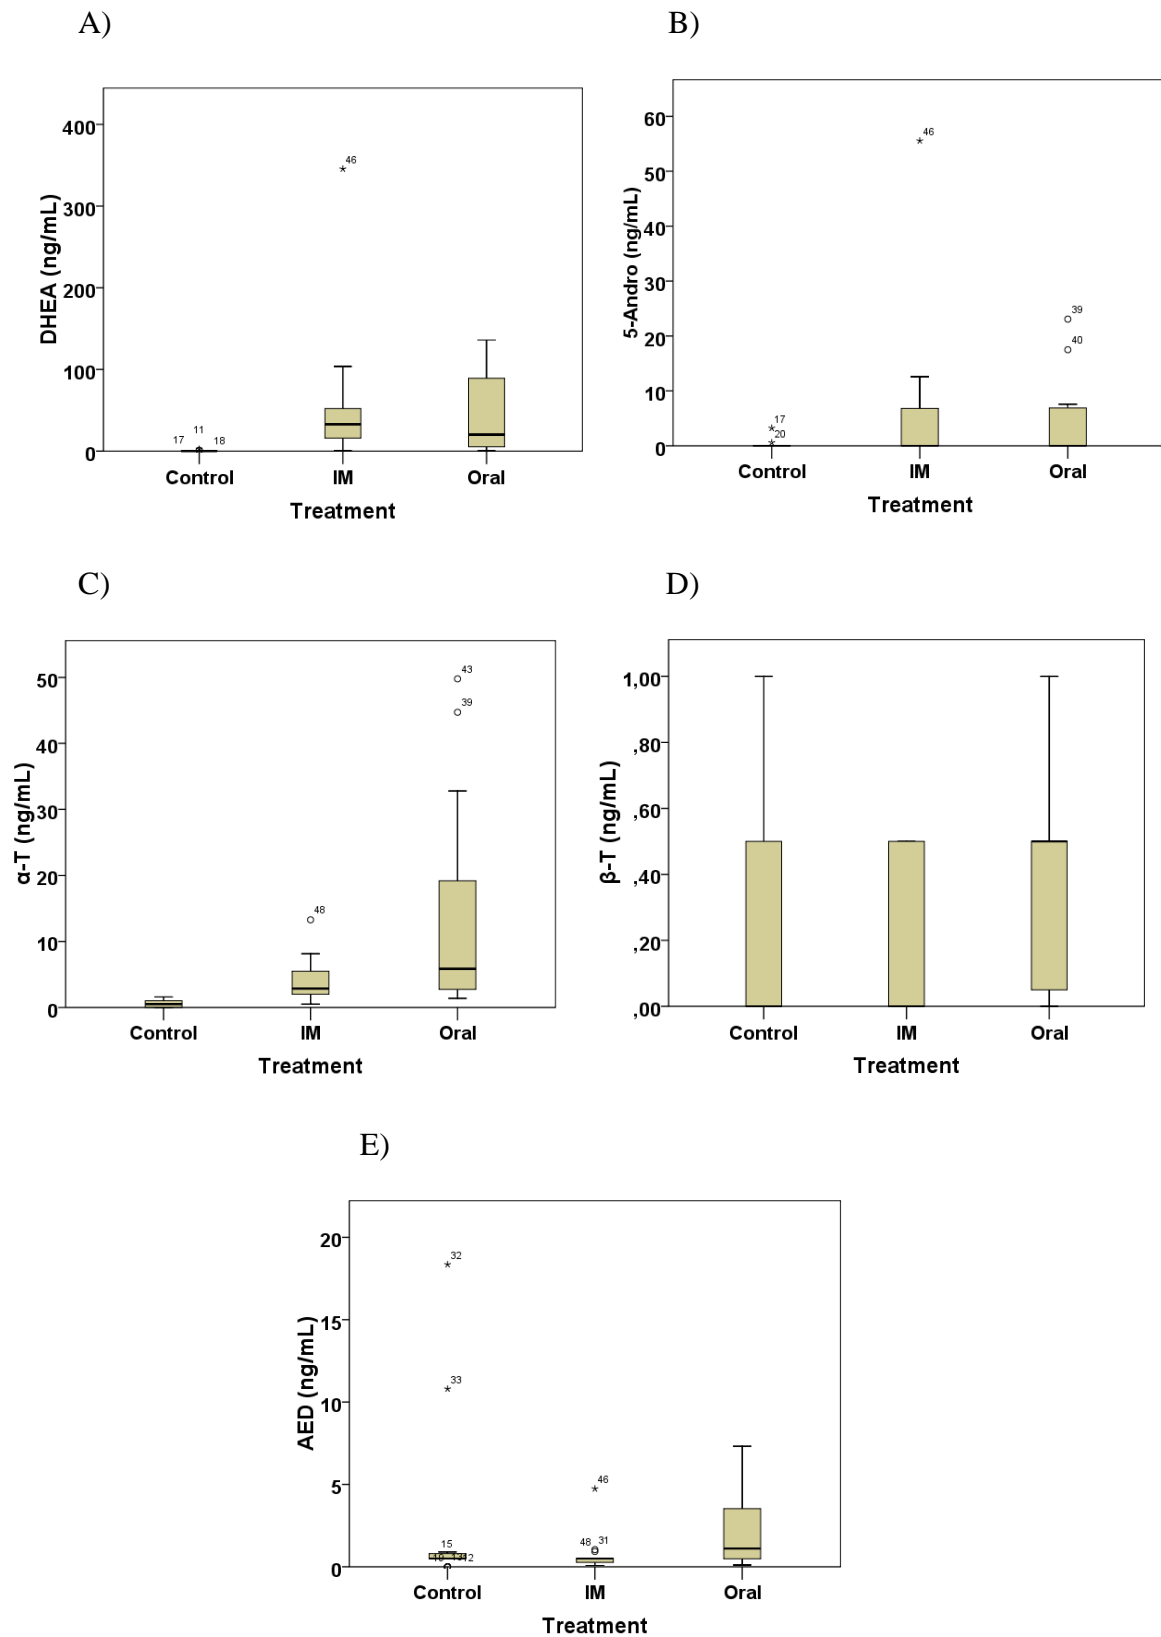 A)
B)
400
300
200
100
0
DHEA (ng/mL)
46
17
11
18
Control
IM
Oral
Treatment
60
50
40
30
20
10
0
5-Andro (ng/mL)
46
39
40
17
20
Control
IM
Oral
Treatment
C)
D)
50
40
30
20
10
0
α-T (ng/mL)
43
39
48
Control
IM
Oral
Treatment
1,00
,80
,60
,40
,20
,00
β-T (ng/mL)
Control
IM
Oral
Treatment
E)
20
15
10
5
0
AED (ng/mL)
32
33
15
46
48
31
Control
IM
Oral
Treatment